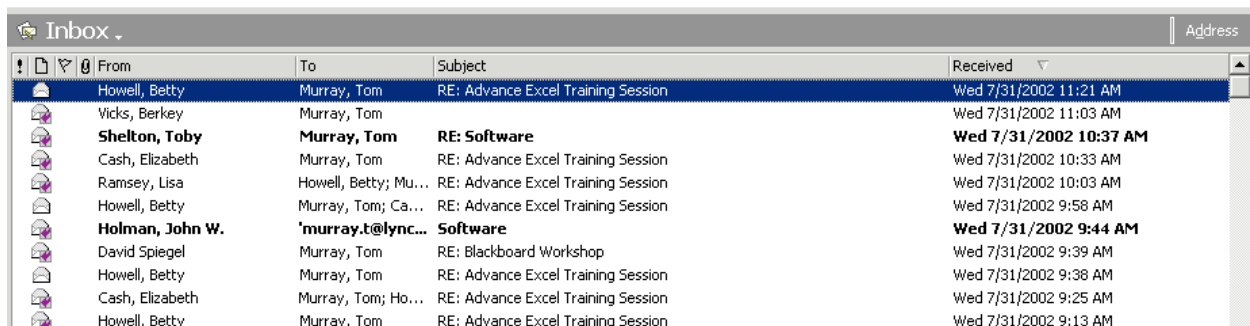 Inbox . Address
! From To Subject Received
Howell, Betty Murray, Tom RE: Advance Excel Training Session Wed 7/31/2002 11:21 AM
Vicks, Berkey Murray, Tom Wed 7/31/2002 11:03 AM
Shelton, Toby Murray, Tom RE: Software Wed 7/31/2002 10:37 AM
Cash, Elizabeth Murray, Tom RE: Advance Excel Training Session Wed 7/31/2002 10:33 AM
Ramsey, Lisa Howell, Betty; Mu... RE: Advance Excel Training Session Wed 7/31/2002 10:03 AM
Howell, Betty Murray, Tom; Ca... RE: Advance Excel Training Session Wed 7/31/2002 9:58 AM
Holman, John W. 'murray.t@lync... Software Wed 7/31/2002 9:44 AM
David Spiegel Murray, Tom RE: Blackboard Workshop Wed 7/31/2002 9:39 AM
Howell, Betty Murray, Tom RE: Advance Excel Training Session Wed 7/31/2002 9:38 AM
Cash, Elizabeth Murray, Tom; Ho... RE: Advance Excel Training Session Wed 7/31/2002 9:25 AM
Howell, Betty Murray, Tom RE: Advance Excel Training Session Wed 7/31/2002 9:13 AM